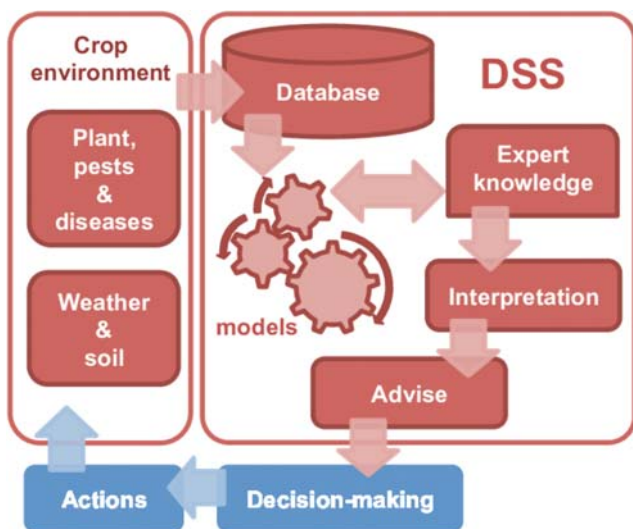 Crop
environment
Plant,
pests
&
diseases
Weather
&
soil
DSS
Database
Expert
knowledge
models
Interpretation
Advise
Decision-making
Actions